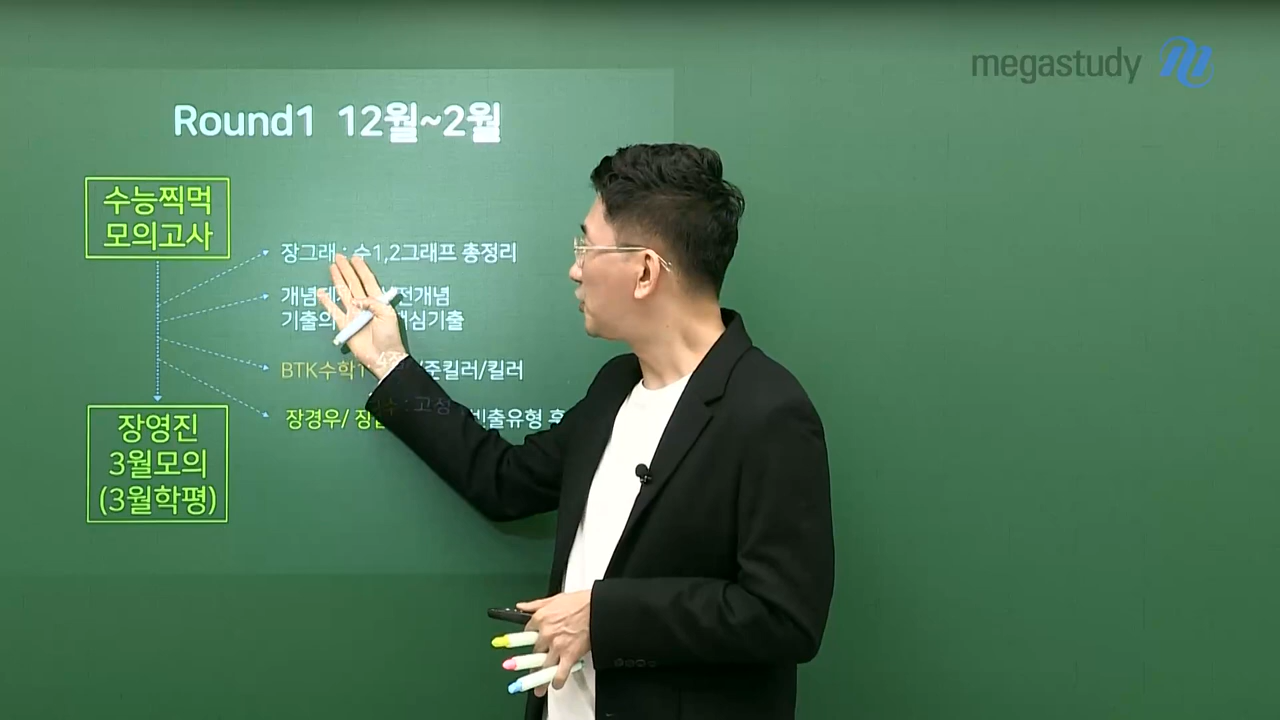 megastudy
Round1 12월~2월
수능찍먹
모의고사
장그래 : 수1,2그래프 총정리
개념 전개념
기출의 핵심기출
BTK수학1 /준킬러/킬러
장경우/ 고성 빈출유형
장영진
3월모의
(3월학평)